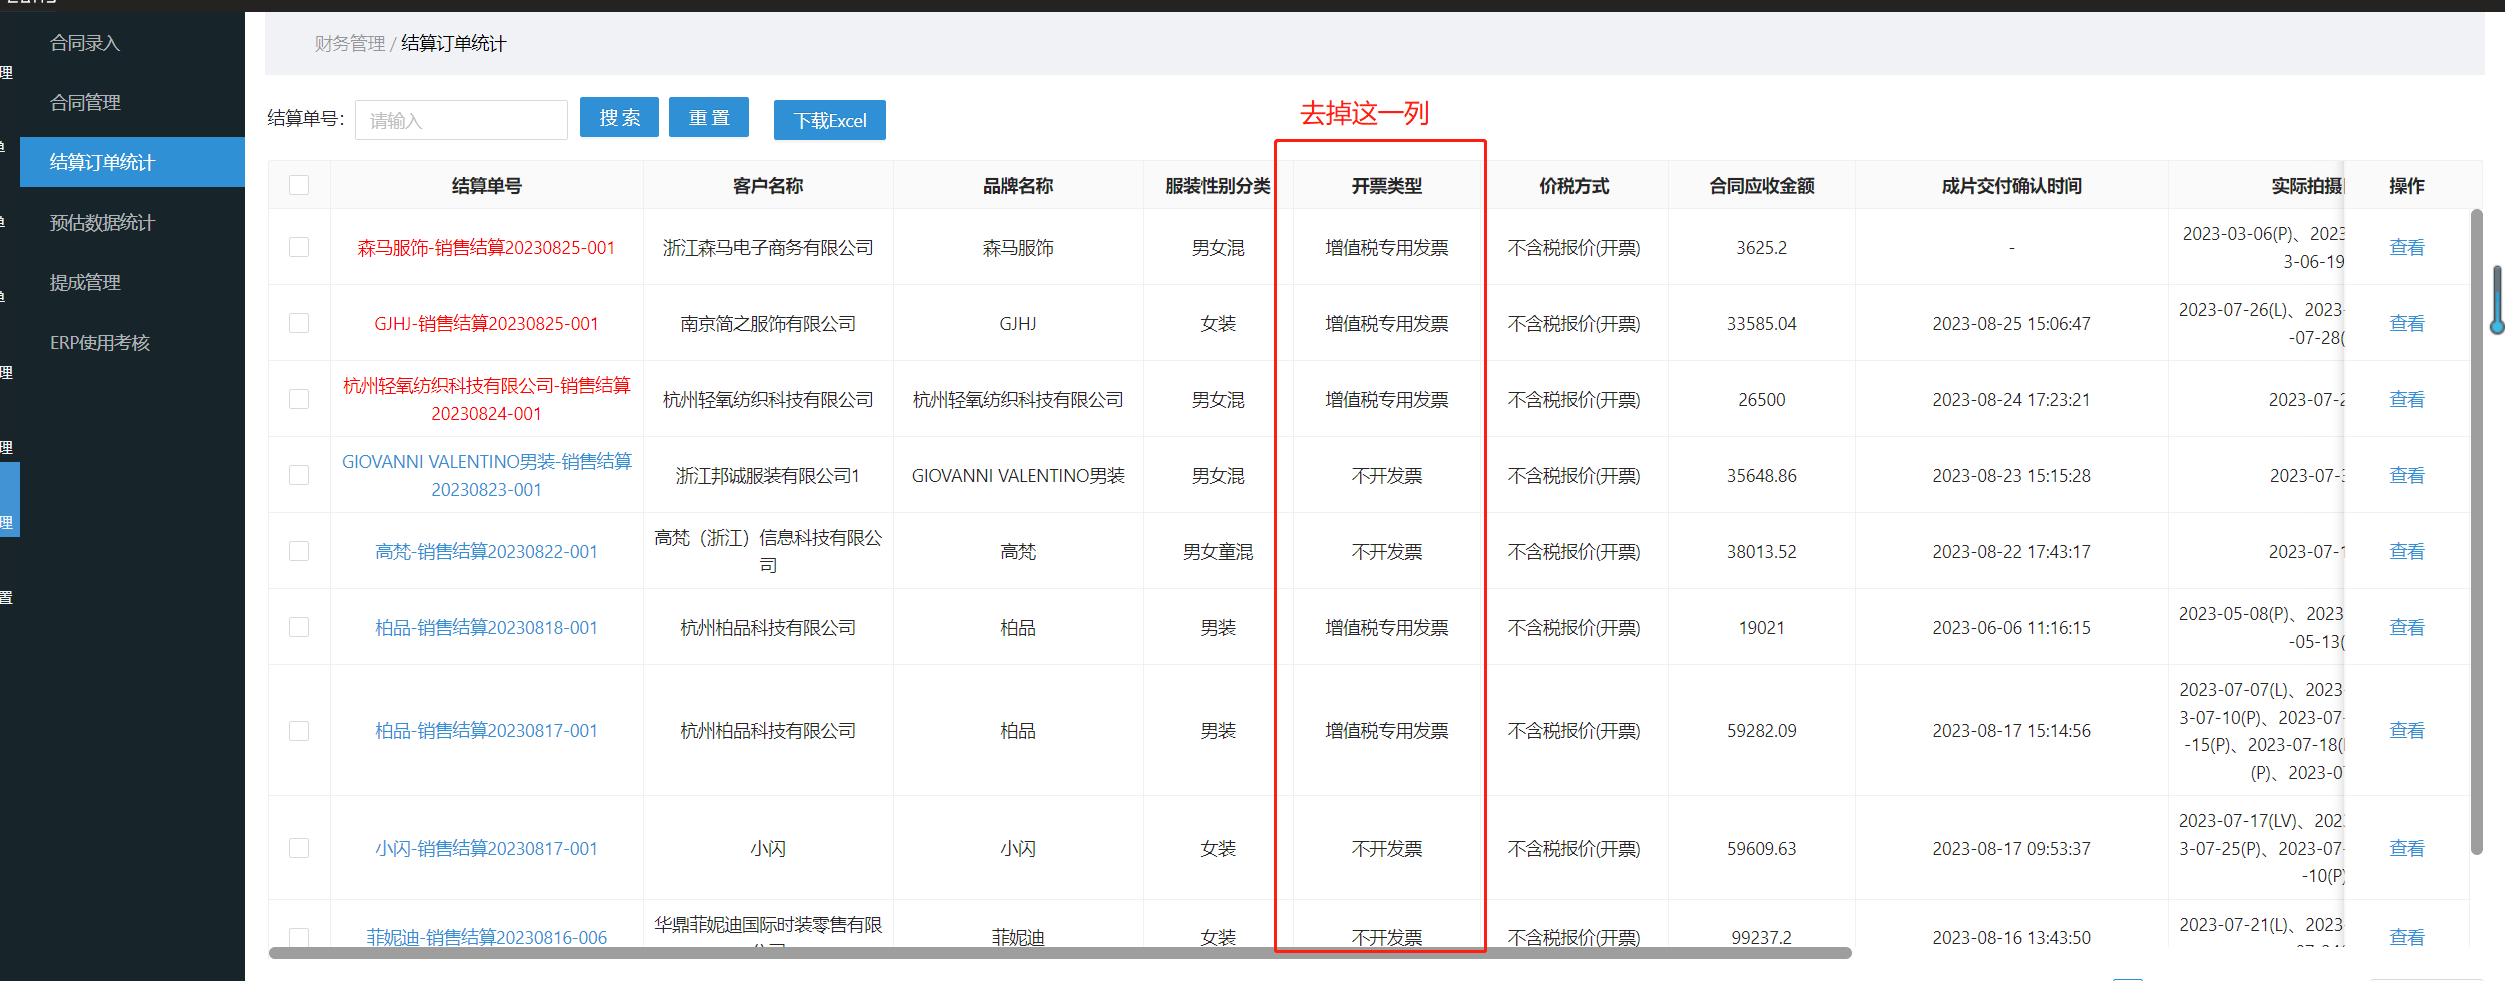 合同录入
合同管理
结算订单统计
预估数据统计
提成管理
ERP使用考核
理
单
单
单
理
理
理
置
财务管理 / 结算订单统计
结算单号： 请输入 搜 索 重 置 下载Excel
去掉这一列
结算单号 客户名称 品牌名称 服装性别分类 开票类型 价税方式 合同应收金额 成片交付确认时间 实际拍摄 操作
森马服饰-销售结算20230825-001 浙江森马电子商务有限公司 森马服饰 男女混 增值税专用发票 不含税报价(开票) 3625.2 - 2023-03-06(P)、2023
3-06-19 查看
GJHJ-销售结算20230825-001 南京简之服饰有限公司 GJHJ 女装 增值税专用发票 不含税报价(开票) 33585.04 2023-08-25 15:06:47 2023-07-26(L)、2023-
-07-28( 查看
杭州轻氧纺织科技有限公司-销售结算
20230824-001 杭州轻氧纺织科技有限公司 杭州轻氧纺织科技有限公司 男女混 增值税专用发票 不含税报价(开票) 26500 2023-08-24 17:23:21 2023-07-2 查看
GIOVANNI VALENTINO男装-销售结算
20230823-001 浙江邦诚服装有限公司1 GIOVANNI VALENTINO男装 男女混 不开发票 不含税报价(开票) 35648.86 2023-08-23 15:15:28 2023-07-3 查看
高梵-销售结算20230822-001 高梵（浙江）信息科技有限公
司 高梵 男女童混 不开发票 不含税报价(开票) 38013.52 2023-08-22 17:43:17 2023-07-1 查看
柏品-销售结算20230818-001 杭州柏品科技有限公司 柏品 男装 增值税专用发票 不含税报价(开票) 19021 2023-06-06 11:16:15 2023-05-08(P)、2023
-05-13( 查看
柏品-销售结算20230817-001 杭州柏品科技有限公司 柏品 男装 增值税专用发票 不含税报价(开票) 59282.09 2023-08-17 15:14:56 2023-07-07(L)、2023
3-07-10(P)、2023-07-
-15(P)、2023-07-18(
(P)、2023-0 查看
小闪-销售结算20230817-001 小闪 小闪 女装 不开发票 不含税报价(开票) 59609.63 2023-08-17 09:53:37 2023-07-17(LV)、202
3-07-25(P)、2023-07-
-10(P) 查看
菲妮迪-销售结算20230816-006 华鼎菲妮迪国际时装零售有限
菲妮迪 女装 不开发票 不含税报价(开票) 99237.2 2023-08-16 13:43:50 2023-07-21(L)、2023-
查看